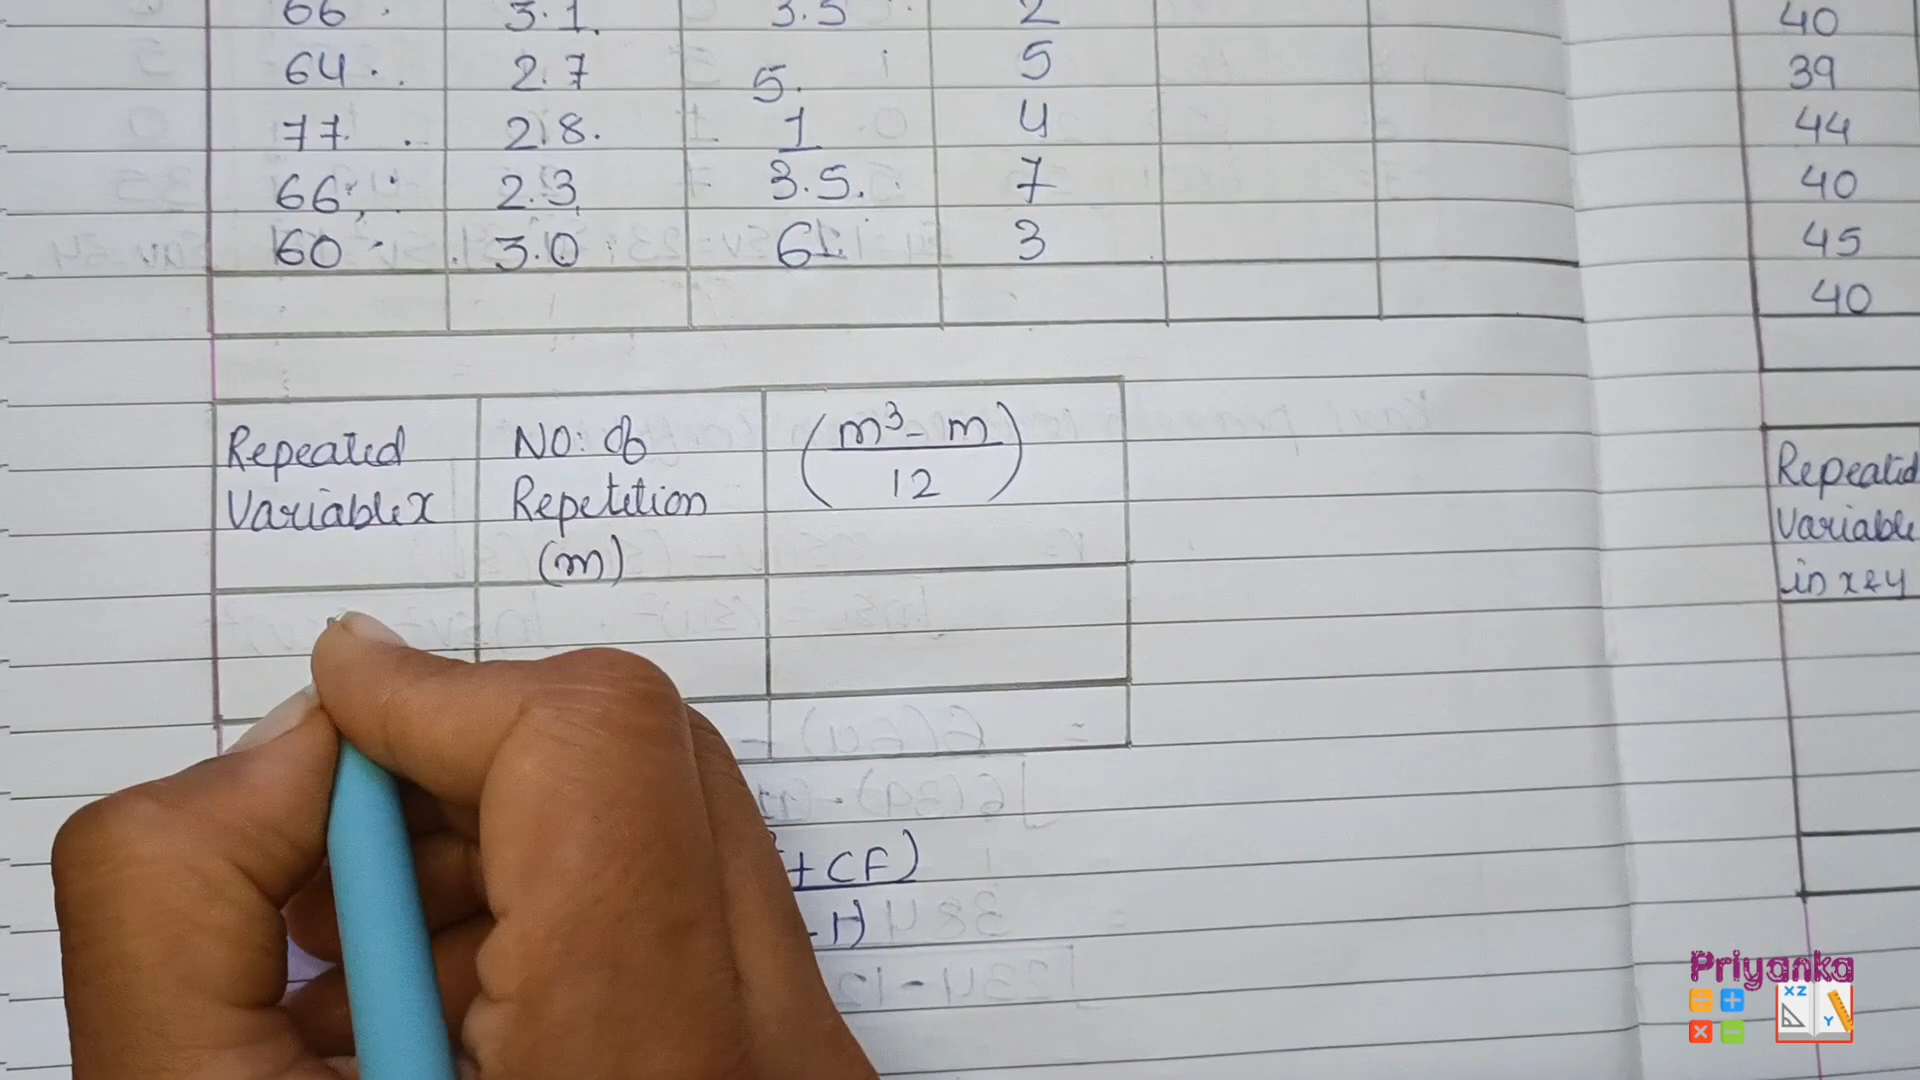 66 3.1 3.5 2
64 2.7 5. 5
77 2.8. 1 4
66 2.3 3.5. 7
60 3.0 6 3
Repeated
Variable x
NO: of
Repetition
(m)
(m³-m
12)
+ CF)
- 1)
40
39
44
40
45
40
Repeated
Variable
in x & y
Priyanka
XZ
Y